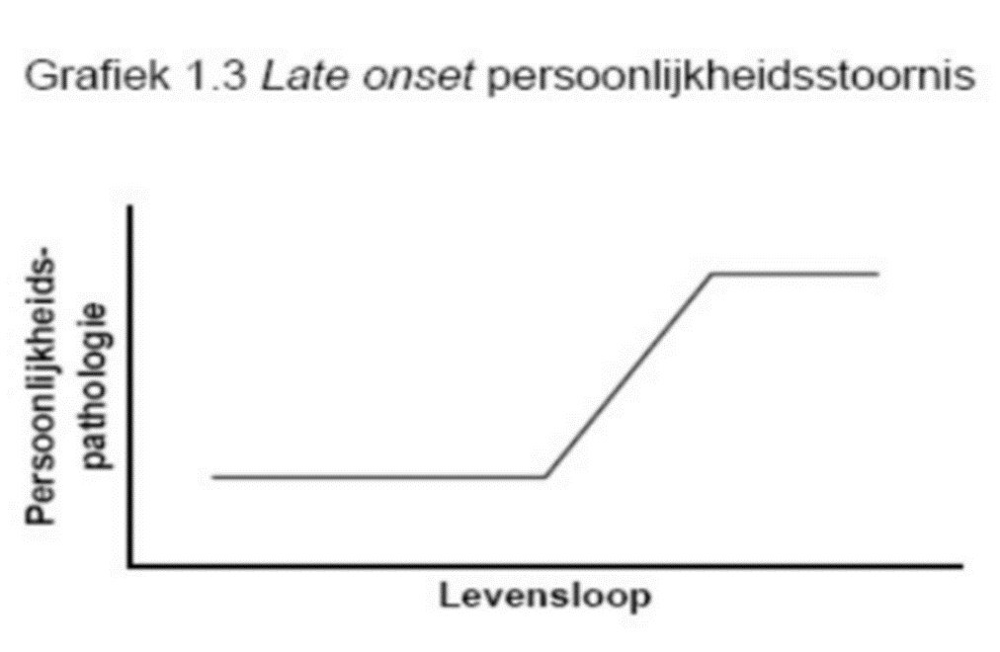 Grafiek 1.3 Late onset persoonlijkheidsstoornis
Persoonlijkheids-
pathologie
Levensloop